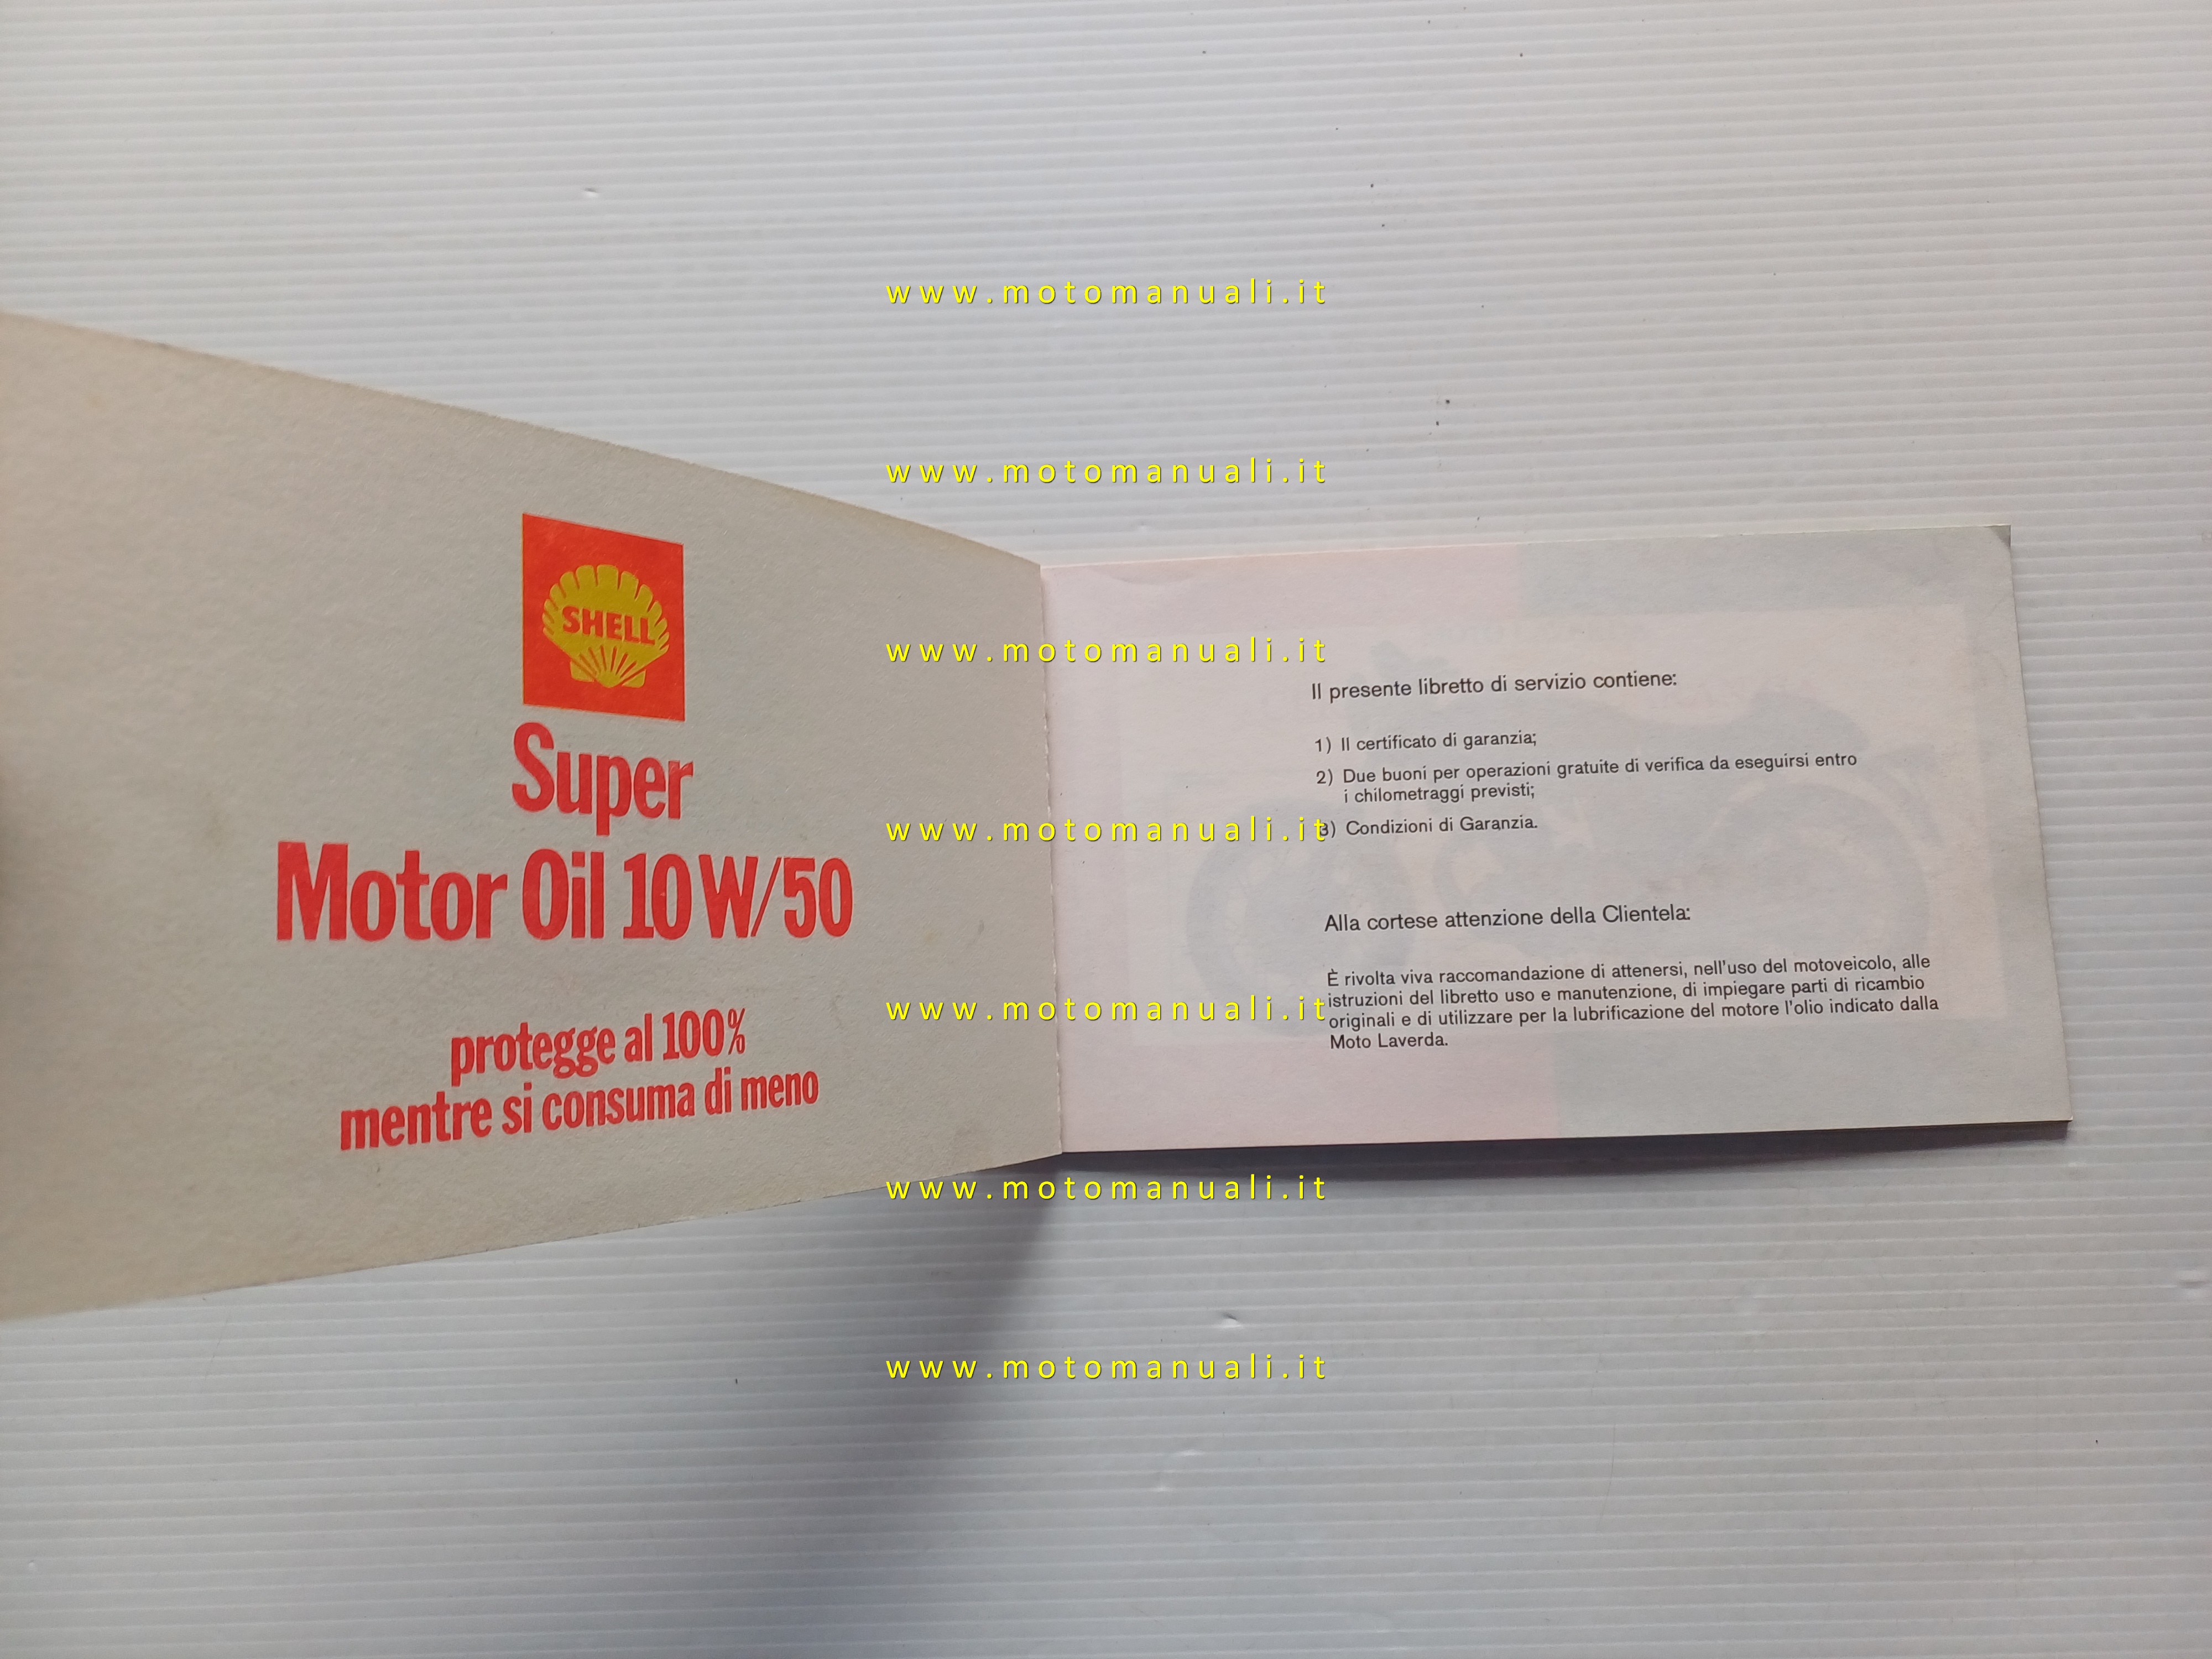 SHELL
Super
Motor Oil 10W/50
protegge al 100%
mentre si consuma di meno
Il presente libretto di servizio contiene:
1) Il certificato di garanzia;
2) Due buoni per operazioni gratuite di verifica da eseguirsi entro
i chilometraggi previsti;
3) Condizioni di Garanzia.
Alla cortese attenzione della Clientela:
È rivolta viva raccomandazione di attenersi, nell'uso del motoveicolo, alle
istruzioni del libretto uso e manutenzione, di impiegare parti di ricambio
originali e di utilizzare per la lubrificazione del motore l'olio indicato dalla
Moto Laverda.
www.motomanuali.it
www.motomanuali.it
www.motomanuali.it
www.motomanuali.it
www.motomanuali.it
www.motomanuali.it
www.motomanuali.it